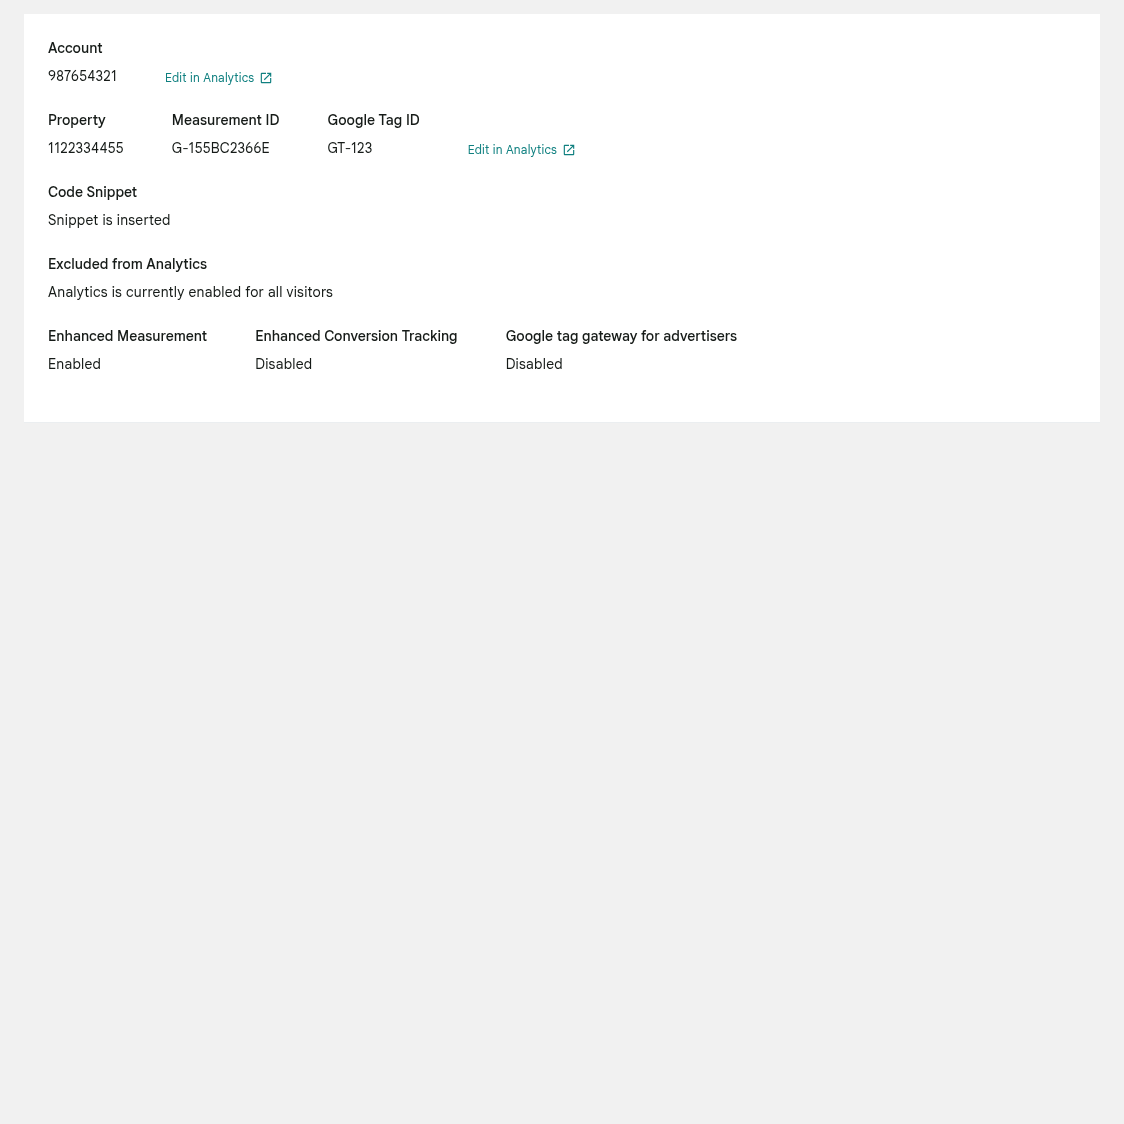 Account
987654321 Edit in Analytics
Property Measurement ID Google Tag ID
1122334455 G-155BC2366E GT-123 Edit in Analytics
Code Snippet
Snippet is inserted
Excluded from Analytics
Analytics is currently enabled for all visitors
Enhanced Measurement Enhanced Conversion Tracking Google tag gateway for advertisers
Enabled Disabled Disabled